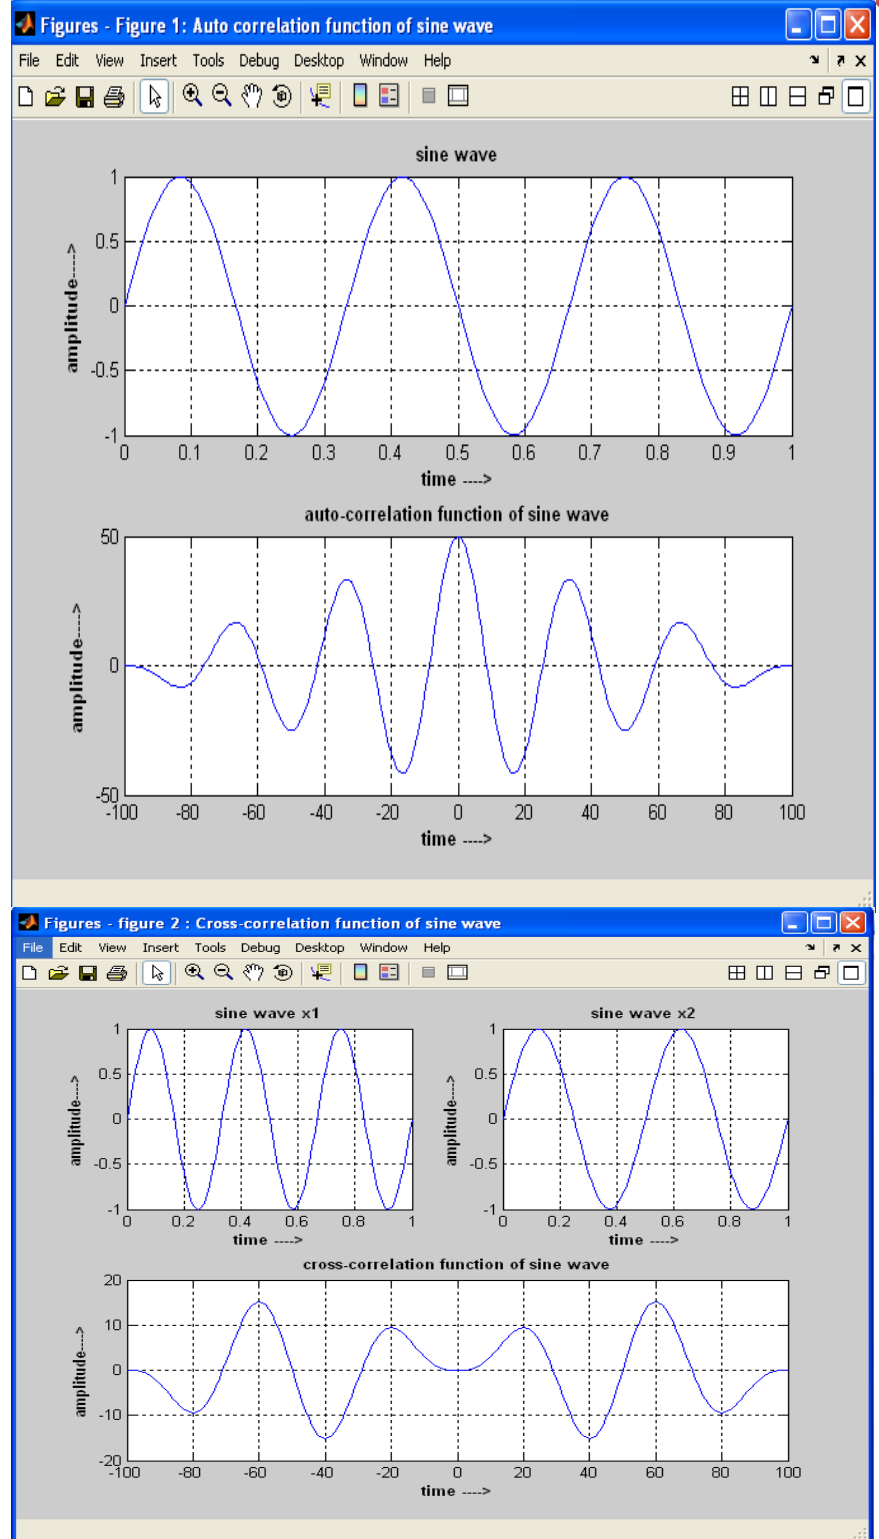 Figures - Figure 1: Auto correlation function of sine wave
File Edit View Insert Tools Debug Desktop Window Help
sine wave
1
0.5
0
-0.5
-1
amplitude---->
0 0.1 0.2 0.3 0.4 0.5 0.6 0.7 0.8 0.9 1
time ---->
auto-correlation function of sine wave
50
0
-50
amplitude---->
-100 -80 -60 -40 -20 0 20 40 60 80 100
time ---->
Figures - figure 2 : Cross-correlation function of sine wave
File Edit View Insert Tools Debug Desktop Window Help
sine wave x1
1
0.5
0
-0.5
-1
amplitude---->
0 0.2 0.4 0.6 0.8 1
time ---->
sine wave x2
1
0.5
0
-0.5
-1
amplitude---->
0 0.2 0.4 0.6 0.8 1
time ---->
cross-correlation function of sine wave
20
10
0
-10
-20
amplitude---->
-100 -80 -60 -40 -20 0 20 40 60 80 100
time ---->